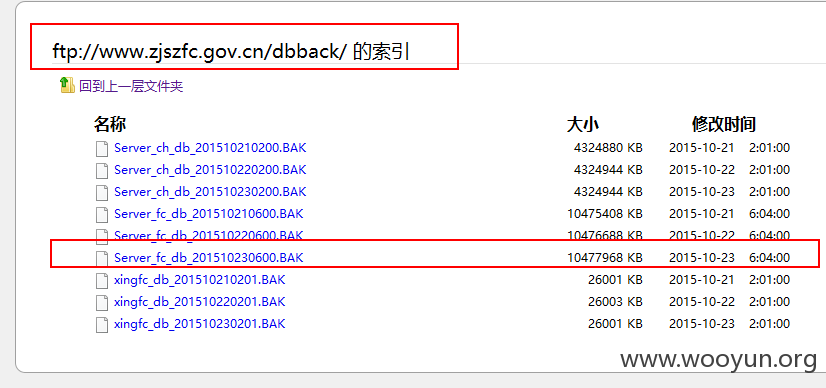 ftp://www.zjszfc.gov.cn/dbback/ 的索引
回到上一层文件夹
名称 大小 修改时间
Server_ch_db_201510210200.BAK 4324880 KB 2015-10-21 2:01:00
Server_ch_db_201510220200.BAK 4324944 KB 2015-10-22 2:01:00
Server_ch_db_201510230200.BAK 4324944 KB 2015-10-23 2:01:00
Server_fc_db_201510210600.BAK 10475408 KB 2015-10-21 6:04:00
Server_fc_db_201510220600.BAK 10476688 KB 2015-10-22 6:04:00
Server_fc_db_201510230600.BAK 10477968 KB 2015-10-23 6:04:00
xingfc_db_201510210201.BAK 26001 KB 2015-10-21 2:01:00
xingfc_db_201510220201.BAK 26003 KB 2015-10-22 2:01:00
xingfc_db_201510230201.BAK 26001 KB 2015-10-23 2:01:00
www.wooyun.org